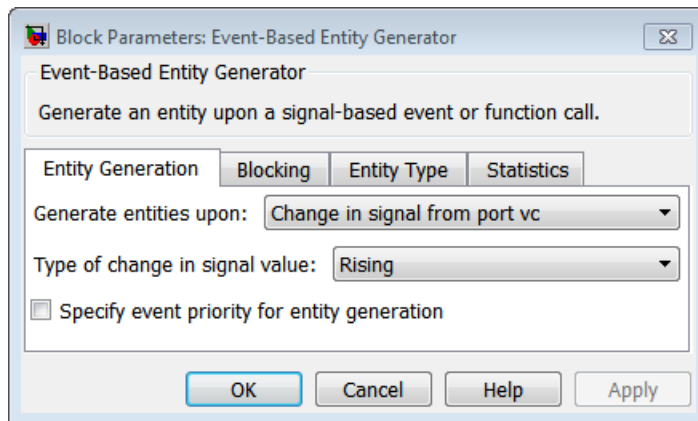 Block Parameters: Event-Based Entity Generator
Event-Based Entity Generator
Generate an entity upon a signal-based event or function call.
Entity Generation Blocking Entity Type Statistics
Generate entities upon: Change in signal from port vc
Type of change in signal value: Rising
Specify event priority for entity generation
OK Cancel Help Apply